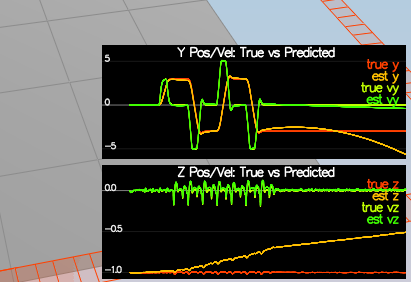 Y Pos/Vel: True vs Predicted
5
true y
est y
true vy
0
est vy
-5
Z Pos/Vel: True vs Predicted
0.0
true z
est z
true vz
est vz
-0.5
-1.0